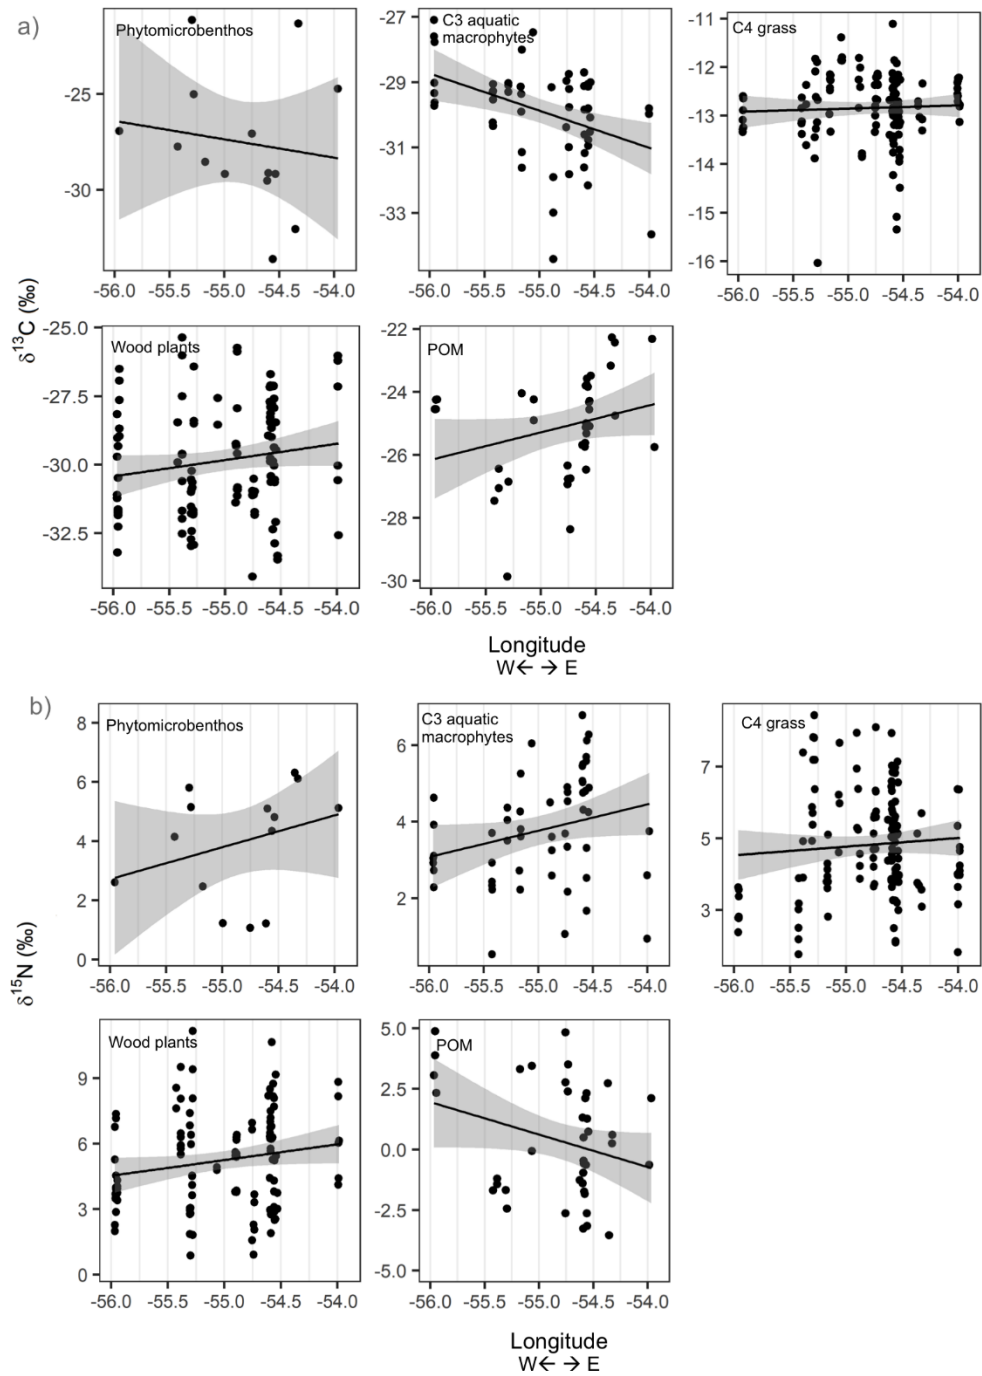 a)
Phytomicrobenthos
C3 aquatic
macrophytes
C4 grass
-25
-30
-27
-29
-31
-33
-11
-12
-13
-14
-15
-16
-56.0 -55.5 -55.0 -54.5 -54.0
-56.0 -55.5 -55.0 -54.5 -54.0
-56.0 -55.5 -55.0 -54.5 -54.0
δ13C (‰)
Wood plants
POM
-25.0
-27.5
-30.0
-32.5
-22
-24
-26
-28
-30
-56.0 -55.5 -55.0 -54.5 -54.0
-56.0 -55.5 -55.0 -54.5 -54.0
Longitude
W← → E
b)
Phytomicrobenthos
C3 aquatic
macrophytes
C4 grass
8
6
4
2
0
6
4
2
7
5
3
-56.0 -55.5 -55.0 -54.5 -54.0
-56.0 -55.5 -55.0 -54.5 -54.0
-56.0 -55.5 -55.0 -54.5 -54.0
δ15N (‰)
Wood plants
POM
9
6
3
0
5.0
2.5
0.0
-2.5
-5.0
-56.0 -55.5 -55.0 -54.5 -54.0
-56.0 -55.5 -55.0 -54.5 -54.0
Longitude
W← → E